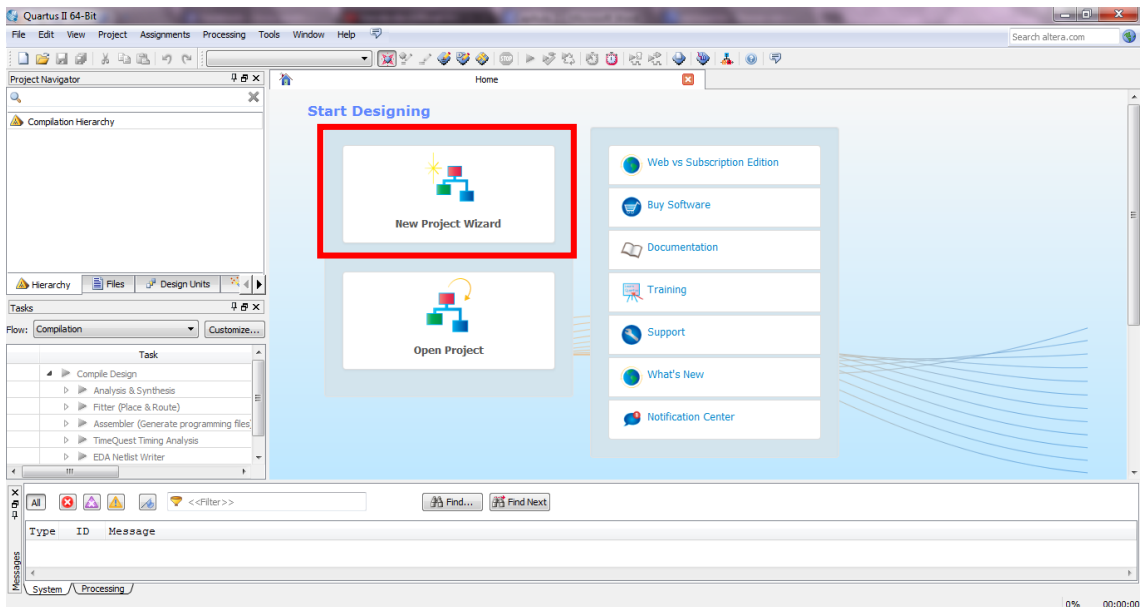 Quartus II 64-Bit
File Edit View Project Assignments Processing Tools Window Help
Search altera.com
Project Navigator
Home
Compilation Hierarchy
Start Designing
New Project Wizard
Open Project
Web vs Subscription Edition
Buy Software
Documentation
Training
Support
What's New
Notification Center
Hierarchy Files Design Units
Tasks
Flow: Compilation Customize...
Task
Compile Design
Analysis & Synthesis
Fitter (Place & Route)
Assembler (Generate programming files)
TimeQuest Timing Analysis
EDA Netlist Writer
All <<Filter>> Find... Find Next
Type ID Message
Messages
System Processing
0% 00:00:00